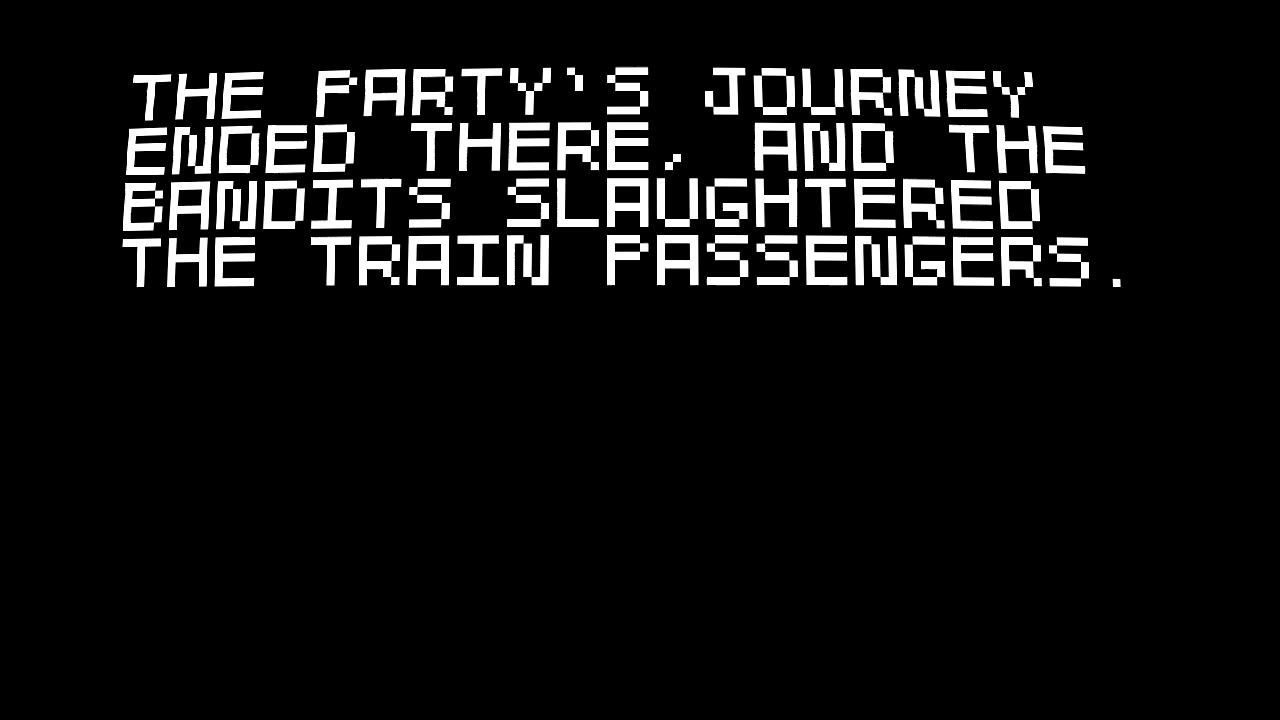 THE PARTY'S JOURNEY
ENDED THERE, AND THE
BANDITS SLAUGHTERED
THE TRAIN PASSENGERS.